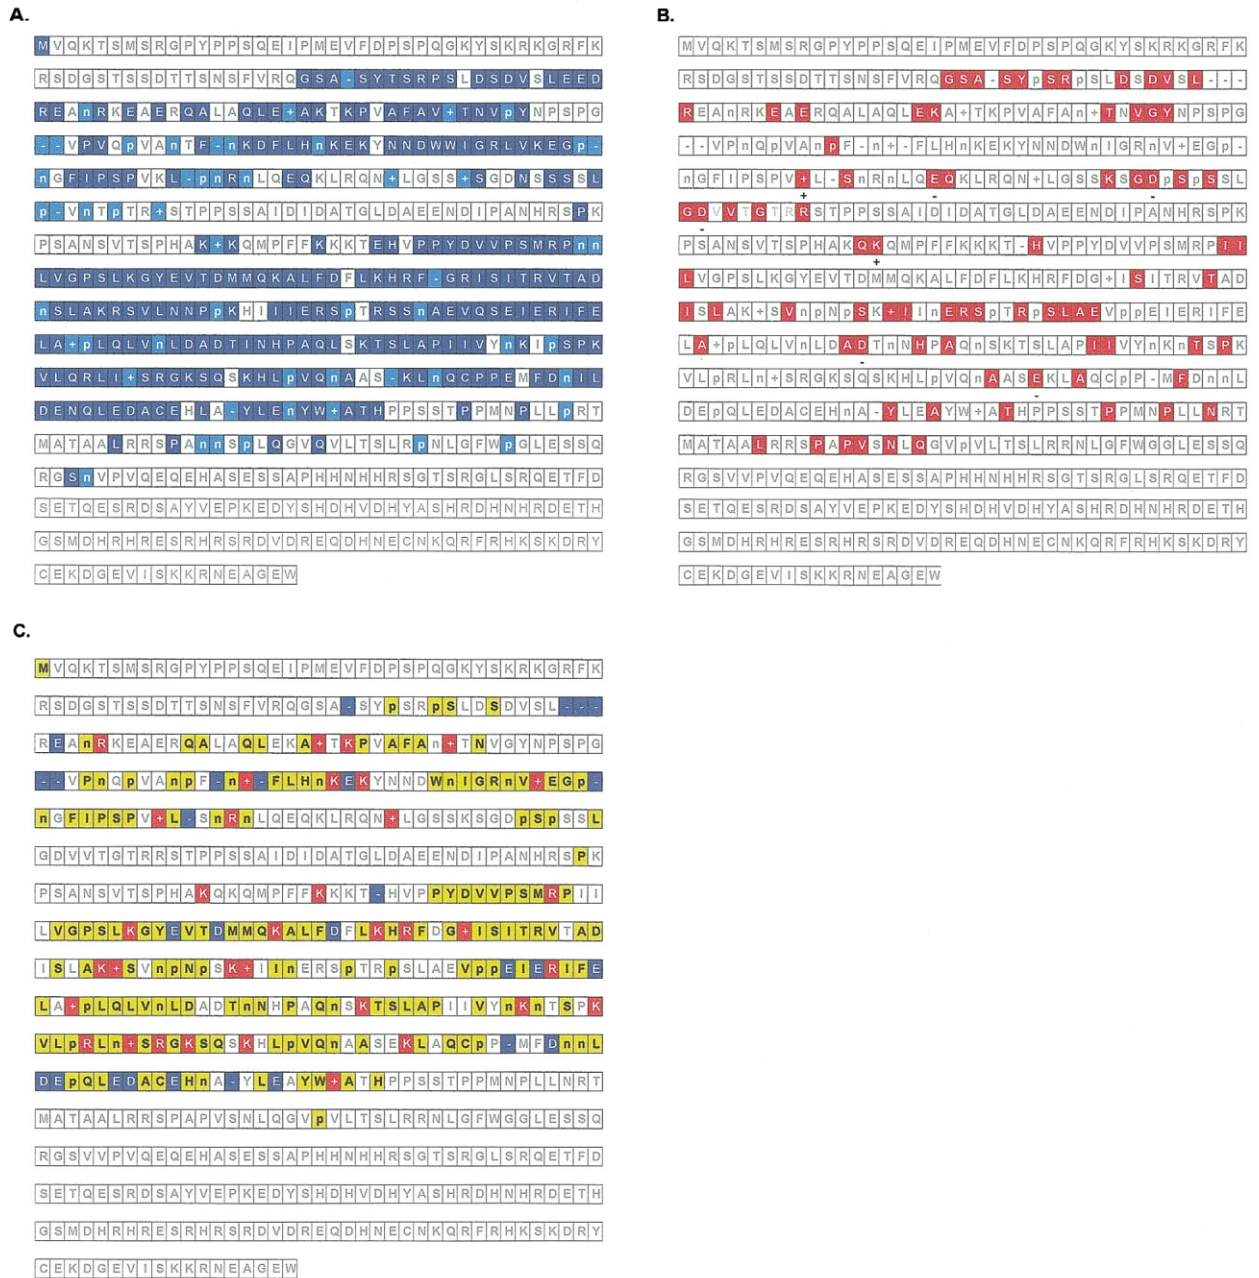 A.
MVQKTSMSRGPYPPSQEIPMEVFDPSPQGKYSKRKGRFK
RSDGSTSSDTTSNSFVRQGSA-SYTSRPSLDSDVSLEED
REAnRKEAERQALAQLE+AKTKPVAFAV+TNVpYNPSPG
--VPVQpVAnTF-nKDFLHnKEKYNNDWWIGRLVKEGp-
nGFIPSPVKL-pnRnLQEQKLRQN+LGSS+SGDNSSSSL
p-VnTpTR+STPPSSAIDIDATGLDAEENDIPANHRSPK
PSANSVTSPHAK+KQMPFFKKKTEHVPPYDVVPSMRPnn
LVGPSLKGYEVTDMMQKALFDFLKHRF-GRISITRVTAD
nSLAKRSVLNNPpKHIIIERSpTRSSnAEVQSEIERIFE
LA+pLQLVnLDADTINHPAQLSKTSLAPIIVYnKIpSPK
VLQRLI+SRGKSQSKHLpVQnAAS-KLnQCPPEMFDnIL
DENQLEDACEHLA-YLEnYW+ATHPPSSTPPMNPLLpRT
MATAALRRSPAnnSpLQGVQVLTSLRpNLGFWpGLESSQ
RGSnVPVQEQEHASESSAPHHNHHRSGTSRGLSRQETFD
SETQESRDSAYVEPKEDYSHDHVDHYASHRDHNHRDETH
GSMDHRHRESRHRSRDVDREQDHNECNKQRFRHKSKDRY
CEKDGEVISKKRNEAGEW
B.
MVQKTSMSRGPYPPSQEIPMEVFDPSPQGKYSKRKGRFK
RSDGSTSSDTTSNSFVRQGSA-SYpSRpSLDSDVSL---
REAnRKEAERQALAQLEKA+TKPVAFAn+TNVGYNPSPG
--VPnQpVAnpF-n+-FLHnKEKYNNDWnIGRnV+EGp-
nGFIPSPV+L-SnRnLQEQKLRQN+LGSSKSGDpSpSSL
+ - -
GDVVTGTRRSTPPSSAIDIDATGLDAEENDIPANHRSPK
-
PSANSVTSPHAKQKQMPFFKKKT-HVPPYDVVPSMRPII
+
LVGPSLKGYEVTDMMQKALFDFLKHRFDG+ISITRVTAD
ISLAK+SVnpNpSK+IInERSpTRpSLAEVppEIERIFE
LA+pLQLVnLDADTnNHPAQnSKTSLAPIIVYnKnTSPK
-
VLpRLn+SRGKSQSKHLpVQnAASEKLAQCpP-MFDnnL
-
DEpQLEDACEHnA-YLEAYW+ATHPPSSTPPMNPLLNRT
MATAALRRSPAPVSNLQGVpVLTSLRRNLGFWGGLESSQ
RGSVVPVQEQEHASESSAPHHNHHRSGTSRGLSRQETFD
SETQESRDSAYVEPKEDYSHDHVDHYASHRDHNHRDETH
GSMDHRHRESRHRSRDVDREQDHNECNKQRFRHKSKDRY
CEKDGEVISKKRNEAGEW
C.
MVQKTSMSRGPYPPSQEIPMEVFDPSPQGKYSKRKGRFK
RSDGSTSSDTTSNSFVRQGSA-SYpSRpSLDSDVSL---
REAnRKEAERQALAQLEKA+TKPVAFAn+TNVGYNPSPG
--VPnQpVAnpF-n+-FLHnKEKYNNDWnIGRnV+EGp-
nGFIPSPV+L-SnRnLQEQKLRQN+LGSSKSGDpSpSSL
GDVVTGTRRSTPPSSAIDIDATGLDAEENDIPANHRSPK
PSANSVTSPHAKQKQMPFFKKKT-HVPPYDVVPSMRPII
LVGPSLKGYEVTDMMQKALFDFLKHRFDG+ISITRVTAD
ISLAK+SVnpNpSK+IInERSpTRpSLAEVppEIERIFE
LA+pLQLVnLDADTnNHPAQnSKTSLAPIIVYnKnTSPK
VLpRLn+SRGKSQSKHLpVQnAASEKLAQCpP-MFDnnL
DEpQLEDACEHnA-YLEAYW+ATHPPSSTPPMNPLLNRT
MATAALRRSPAPVSNLQGVpVLTSLRRNLGFWGGLESSQ
RGSVVPVQEQEHASESSAPHHNHHRSGTSRGLSRQETFD
SETQESRDSAYVEPKEDYSHDHVDHYASHRDHNHRDETH
GSMDHRHRESRHRSRDVDREQDHNECNKQRFRHKSKDRY
CEKDGEVISKKRNEAGEW